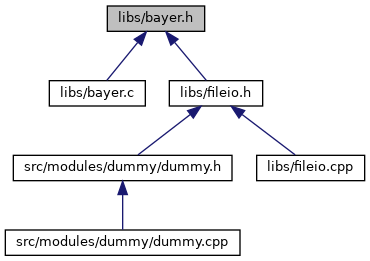 libs/bayer.h
libs/bayer.c
libs/fileio.h
src/modules/dummy/dummy.h
libs/fileio.cpp
src/modules/dummy/dummy.cpp